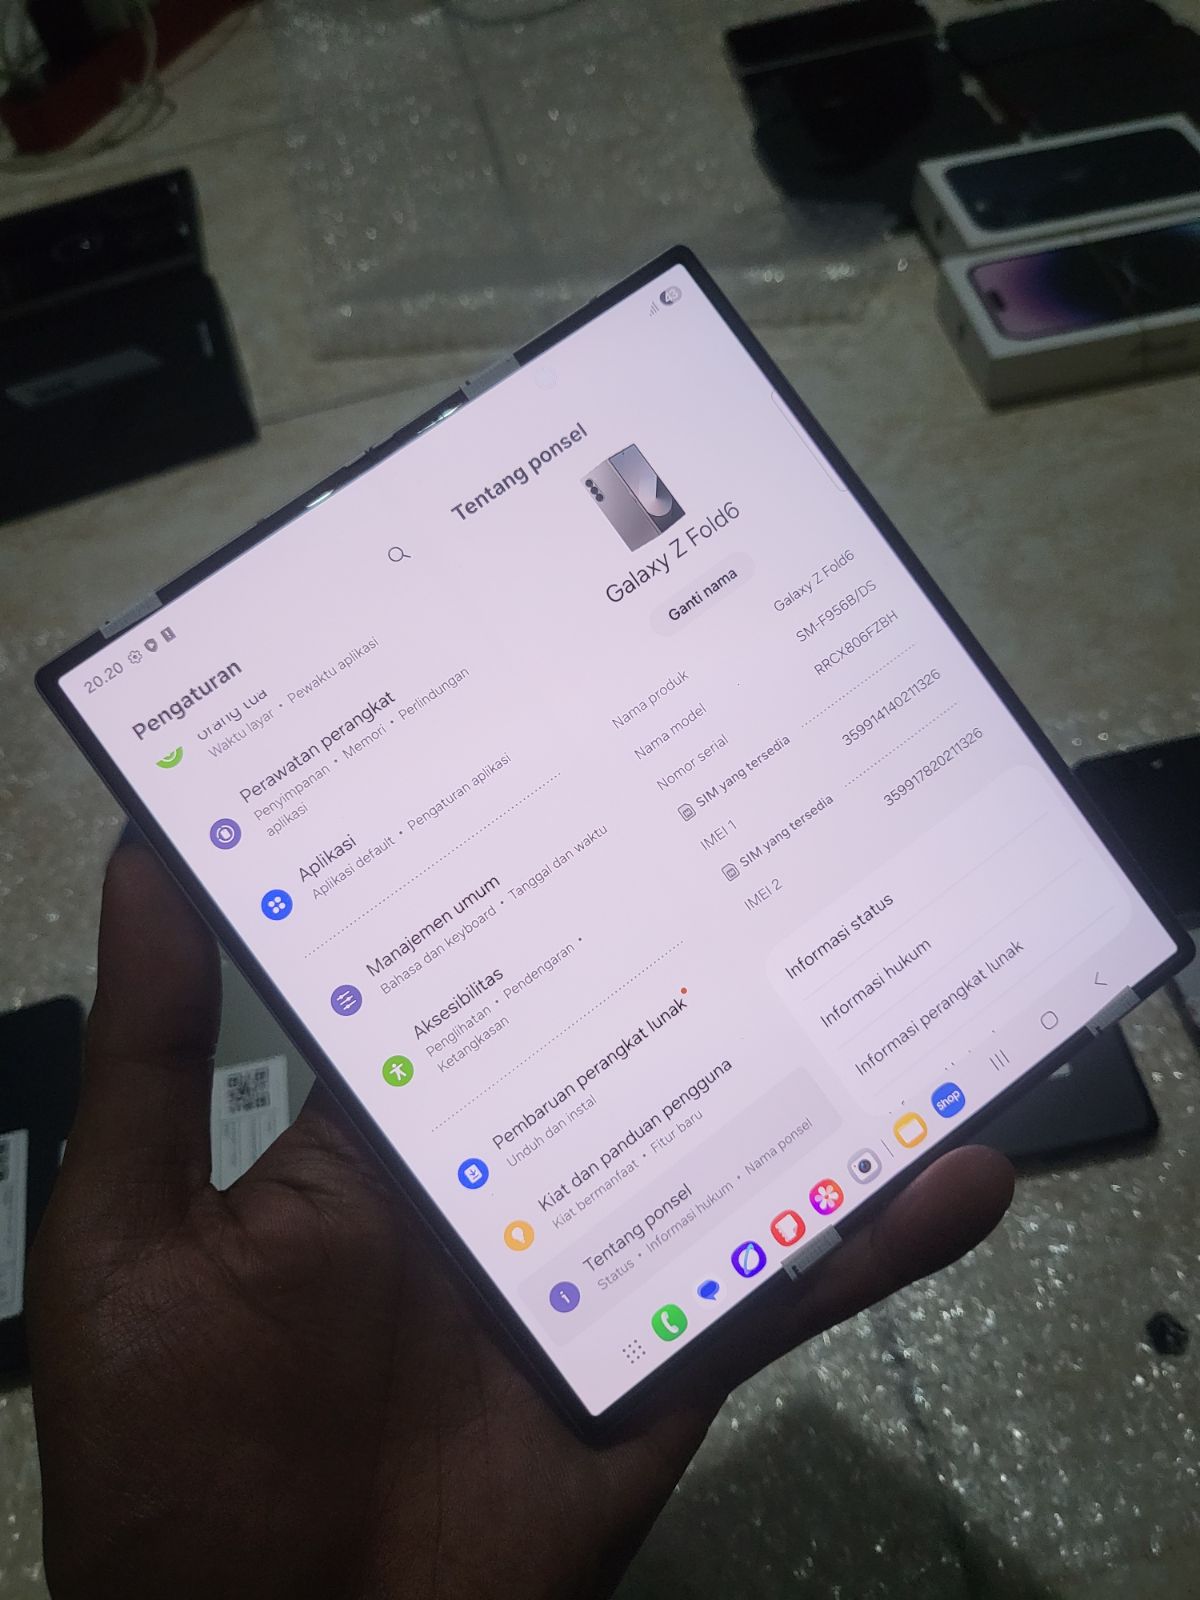 20.20
43
Pengaturan
Orang tua
Waktu layar • Pewaktu aplikasi
Perawatan perangkat
Penyimpanan • Memori • Perlindungan
aplikasi
Aplikasi
Aplikasi default • Pengaturan aplikasi
Manajemen umum
Bahasa dan keyboard • Tanggal dan waktu
Aksesibilitas
Penglihatan • Pendengaran •
Ketangkasan
Pembaruan perangkat lunak
Unduh dan instal
Kiat dan panduan pengguna
Kiat bermanfaat • Fitur baru
Tentang ponsel
Status • Informasi hukum • Nama ponsel
Tentang ponsel
Galaxy Z Fold6
Ganti nama
Nama produk Galaxy Z Fold6
Nama model SM-F956B/DS
Nomor serial RRCX806FZBH
SIM yang tersedia
IMEI 1 359914140211326
SIM yang tersedia
IMEI 2 359917820211326
Informasi status
Informasi hukum
Informasi perangkat lunak
shop